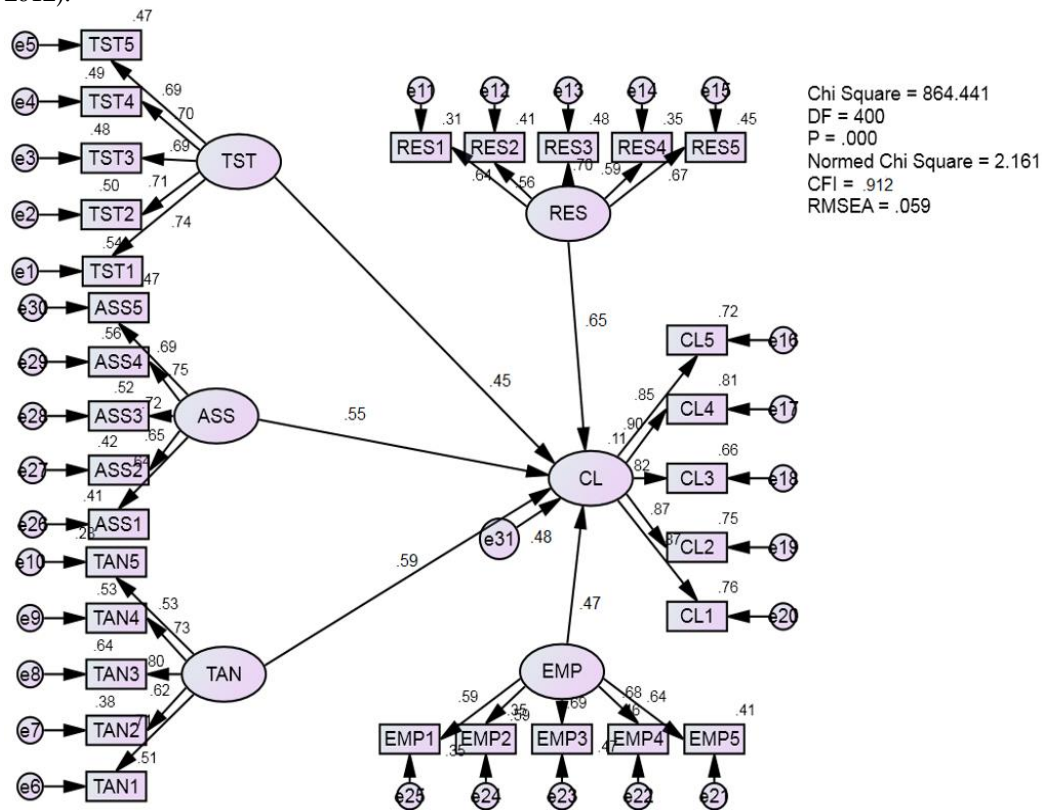 .47
e5 TST5
.49 .69
e4 TST4 .70
.48 .69
e3 TST3 TST
.50 .71
e2 TST2
.74
.54
e1 TST1
.47
e30 ASS5
.56 .69
e29 ASS4 .75
.52 .72
e28 ASS3 ASS
.42 .65
e27 ASS2
.41
e26 ASS1
e10 TAN5
.53 .53
e9 TAN4 .73
.64 .80
e8 TAN3 TAN
.38 .62
e7 TAN2
.51
e6 TAN1
e11 e12 e13 e14 e15
.31 .41 .48 .35 .45
RES1 RES2 RES3 RES4 RES5
.64 .56 .70 .59 .67
RES
.65
.45
.55
.59
e31 .48
.47
.11
CL
.72
CL5 e16
.85 .81
CL4 e17
.90 .66
CL3 e18
.82 .75
CL2 e19
.87 .76
CL1 e20
.87
EMP
.59 .35 .59 .69 .68 .46 .64 .41
EMP1 EMP2 EMP3 EMP4 EMP5
.35 .47
e25 e24 e23 e22 e21
Chi Square = 864.441
DF = 400
P = .000
Normed Chi Square = 2.161
CFI = .912
RMSEA = .059